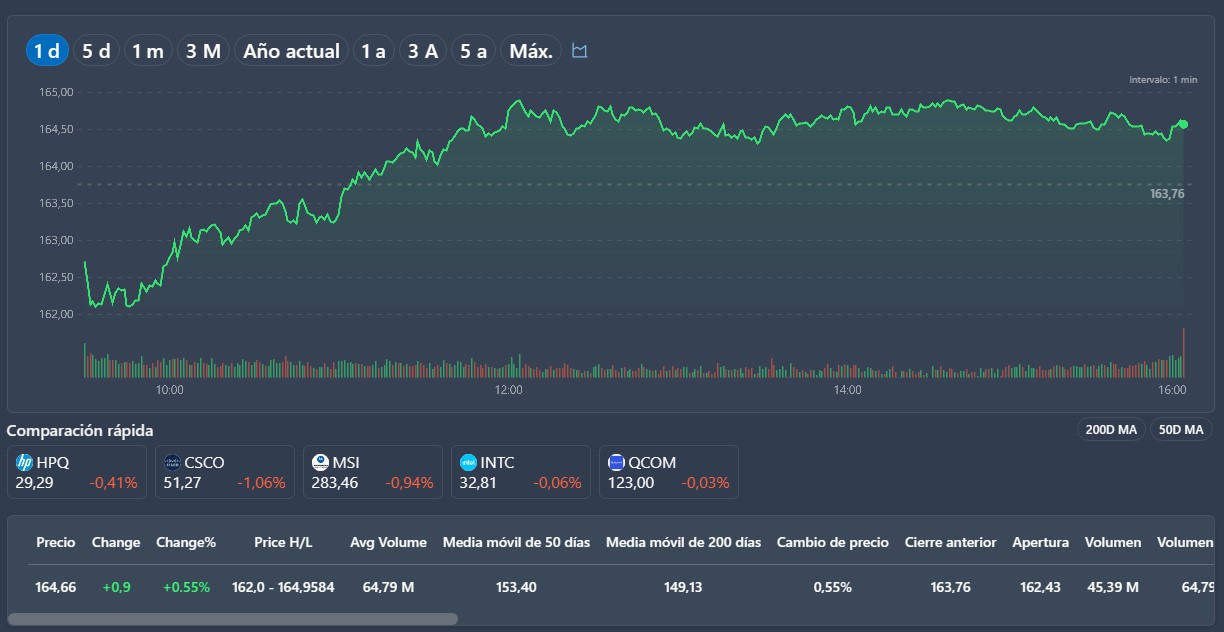 1 d 5 d 1 m 3 M Año actual 1 a 3 A 5 a Máx.
Intervalo: 1 min
165,00
164,50
164,00
163,76
163,50
163,00
162,50
162,00
10:00 12:00 14:00 16:00
Comparación rápida 200D MA 50D MA
HPQ CSCO MSI INTC QCOM
29,29 -0,41% 51,27 -1,06% 283,46 -0,94% 32,81 -0,06% 123,00 -0,03%
Precio Change Change% Price H/L Avg Volume Media móvil de 50 días Media móvil de 200 días Cambio de precio Cierre anterior Apertura Volumen Volumen
164,66 +0,9 +0.55% 162,0 - 164,9584 64,79 M 153,40 149,13 0,55% 163,76 162,43 45,39 M 64,79